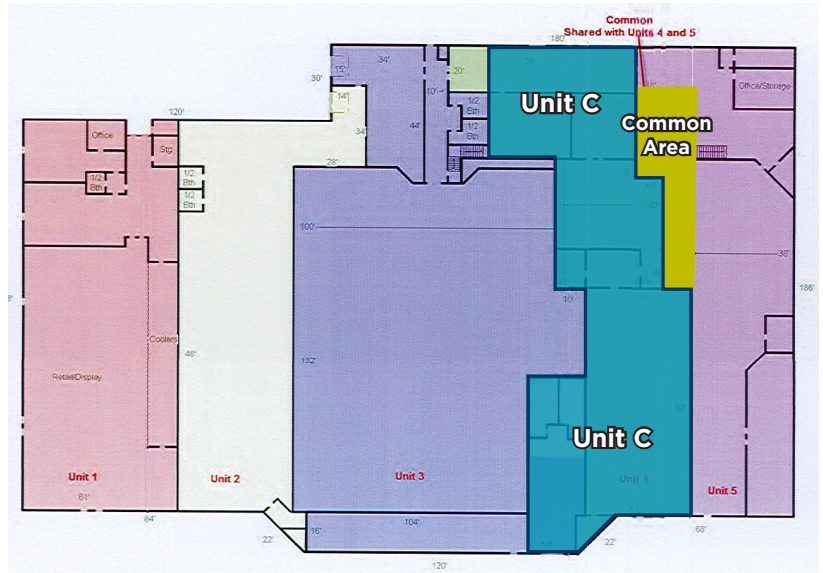 Common
Shared with Units 4 and 5
180'
34'
30'
15'
20'
Office/Storage
14'
10'
Unit C
120'
1/2
Bth
44'
34'
1/2
Bth
Common
Area
Office
Stg
28'
1/2
Bth
1/2
Bth
1/2
Bth
100'
36'
186'
8'
16'
Coolers
46'
132'
Retail/Display
Unit C
Unit 1
Unit 2
Unit 3
Unit 5
61'
84'
104'
16'
68'
22'
22'
120'